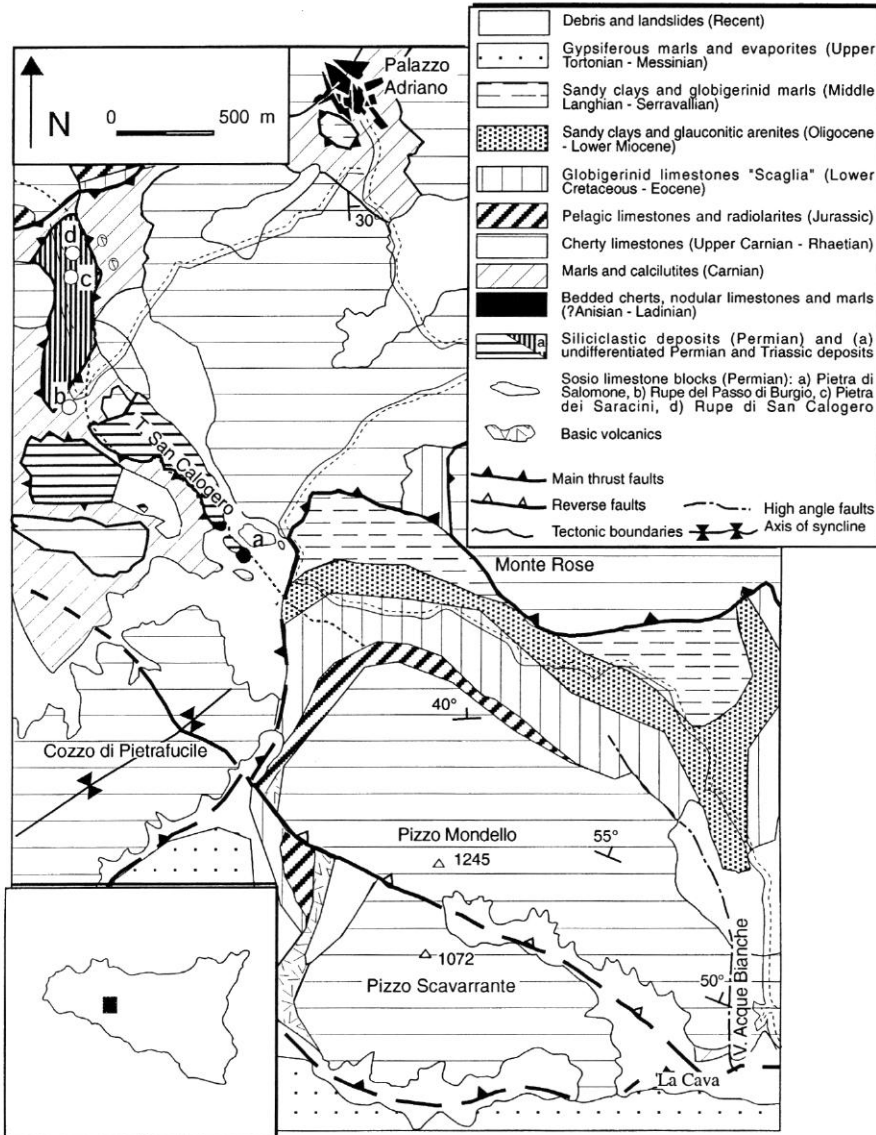 Debris and landslides (Recent)
Gypsiferous marls and evaporites (Upper
Tortonian - Messinian)
Sandy clays and globigerinid marls (Middle
Langhian - Serravallian)
Sandy clays and glauconitic arenites (Oligocene
- Lower Miocene)
Globigerinid limestones "Scaglia" (Lower
Cretaceous - Eocene)
Pelagic limestones and radiolarites (Jurassic)
Cherty limestones (Upper Carnian - Rhaetian)
Marls and calcilutites (Carnian)
Bedded cherts, nodular limestones and marls
(?Anisian - Ladinian)
a
Siliciclastic deposits (Permian) and (a)
undifferentiated Permian and Triassic deposits
Sosio limestone blocks (Permian): a) Pietra di
Salomone, b) Rupe del Passo di Burgio, c) Pietra
dei Saracini, d) Rupe di San Calogero
Basic volcanics
Main thrust faults
Reverse faults
High angle faults
Tectonic boundaries
Axis of syncline
N
0 500 m
Palazzo
Adriano
30°
d
c
b
T. San Calogero
a
Monte Rose
40°
Cozzo di Pietrafucile
Pizzo Mondello
1245
55°
1072
Pizzo Scavarrante
50°
V. Acque Bianche
La Cava